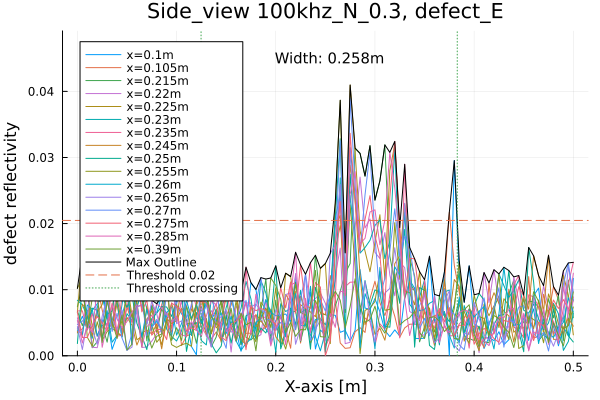 Side_view 100khz_N_0.3, defect_E
Width: 0.258m
x=0.1m
x=0.105m
x=0.215m
x=0.22m
x=0.225m
x=0.23m
x=0.235m
x=0.245m
x=0.25m
x=0.255m
x=0.26m
x=0.265m
x=0.27m
x=0.275m
x=0.285m
x=0.39m
Max Outline
Threshold 0.02
Threshold crossing
defect reflectivity
0.04
0.03
0.02
0.01
0.00
0.0 0.1 0.2 0.3 0.4 0.5
X-axis [m]